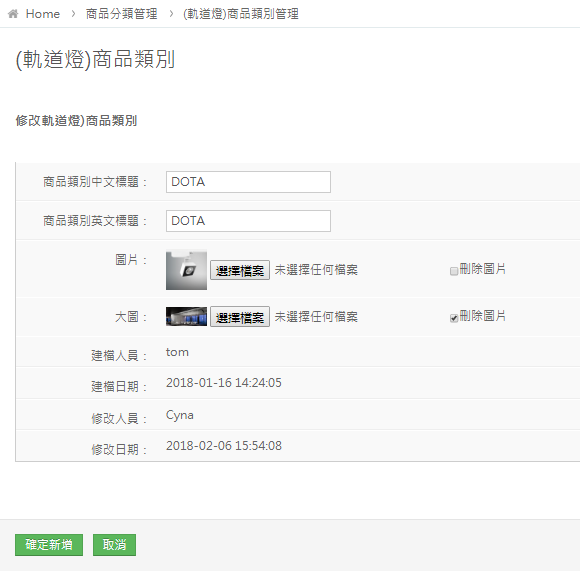 Home > 商品分類管理 > (軌道燈)商品類別管理
(軌道燈)商品類別
修改軌道燈)商品類別
商品類別中文標題： DOTA
商品類別英文標題： DOTA
圖片： 選擇檔案 未選擇任何檔案 刪除圖片
大圖： 選擇檔案 未選擇任何檔案 刪除圖片
建檔人員： tom
建檔日期： 2018-01-16 14:24:05
修改人員： Cyna
修改日期： 2018-02-06 15:54:08
確定新增 取消